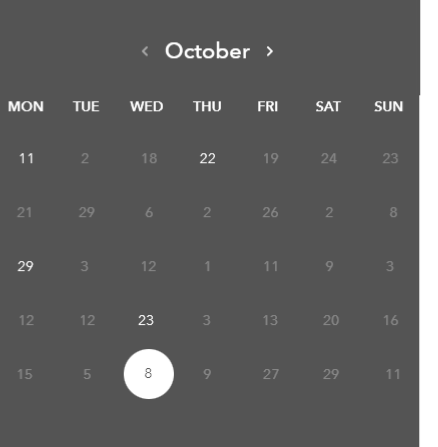 ‹ October ›
MON TUE WED THU FRI SAT SUN
11 2 18 22 19 24 23
21 29 6 2 26 2 8
29 3 12 1 11 9 3
12 12 23 3 13 20 16
15 5 8 9 27 29 11